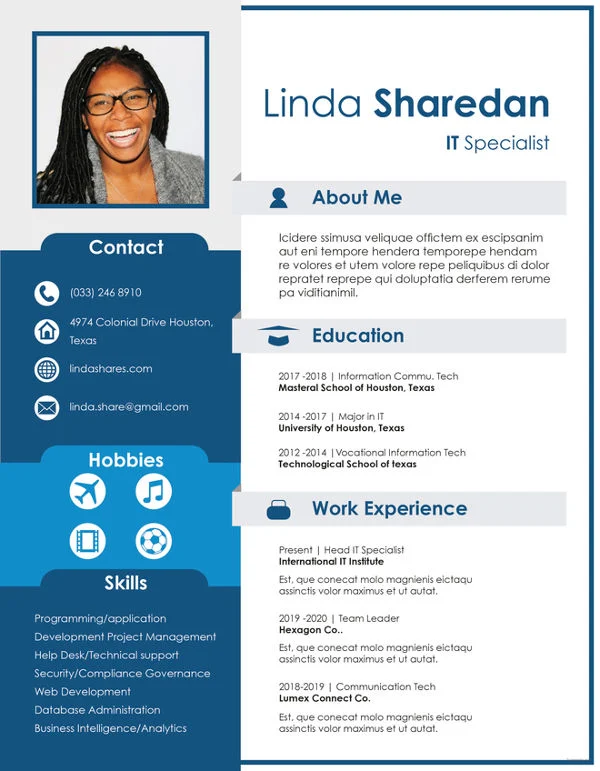 Linda Sharedan
IT Specialist
Contact
(033) 246 8910
4974 Colonial Drive Houston,
Texas
lindashares.com
linda.share@gmail.com
Hobbies
Skills
Programming/application
Development Project Management
Help Desk/Technical support
Security/Compliance Governance
Web Development
Database Administration
Business Intelligence/Analytics
About Me
Icidere ssimusa veliquae offictem ex escipsanim
aut eni tempore hendera temporepe hendam
re volores et utem volore repe peliquibus di dolor
repratet reprepe qui doluptatia derferem rerume
pa viditianimil.
Education
2017 -2018 | Information Commu. Tech
Masteral School of Houston, Texas
2014 -2017 | Major in IT
University of Houston, Texas
2012 -2014 |Vocational Information Tech
Technological School of texas
Work Experience
Present | Head IT Specialist
International IT Institute
Est, que conecat molo magnienis eictaqu
assinctis volor maximus et ut autat.
2019 -2020 | Team Leader
Hexagon Co..
Est, que conecat molo magnienis eictaqu
assinctis volor maximus et ut autat.
2018-2019 | Communication Tech
Lumex Connect Co.
Est, que conecat molo magnienis eictaqu
assinctis volor maximus et ut autat.